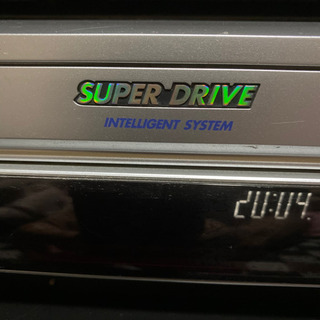 SUPER DRIVE
INTELLIGENT SYSTEM
20:04